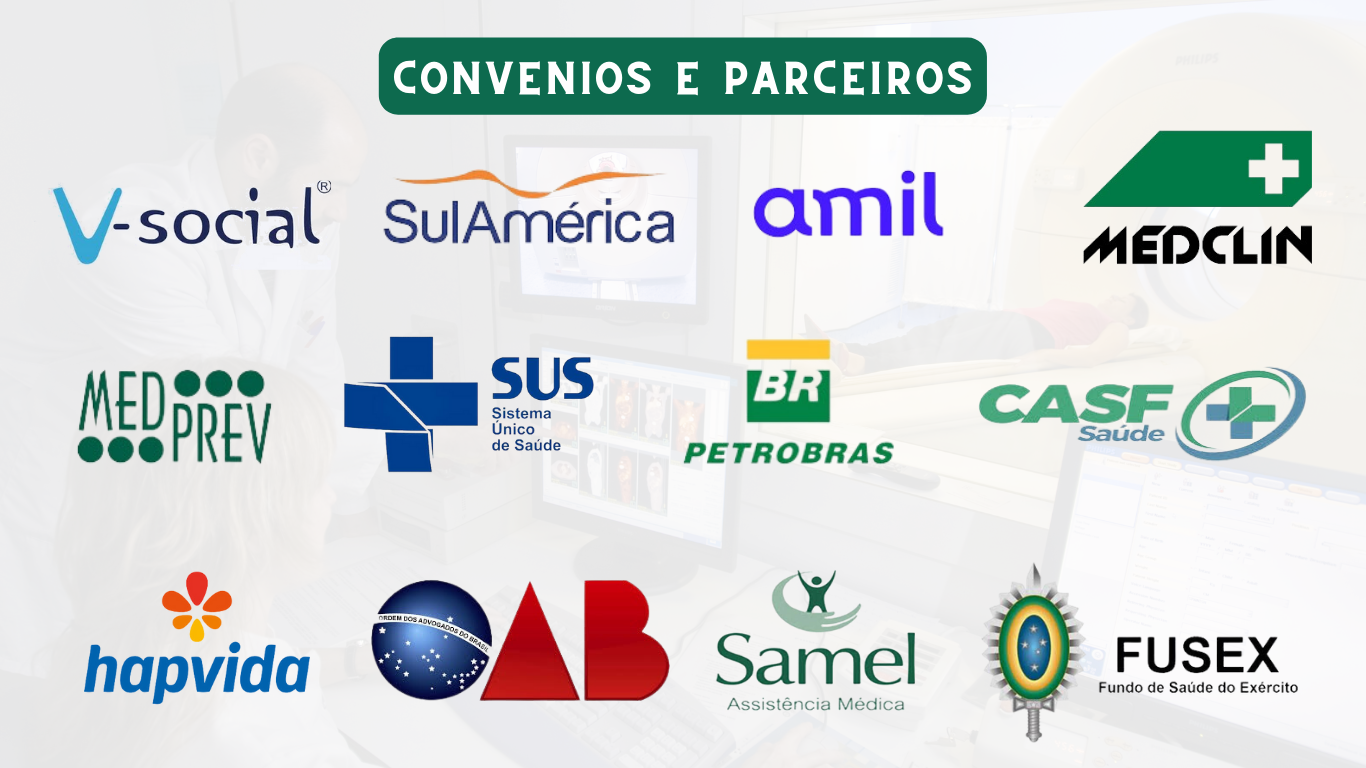 CONVENIOS E PARCEIROS
PHILIPS
V-social®
SulAmérica
amil
MEDCLIN
MED
PREV
SUS
Sistema
Único
de Saúde
BR
PETROBRAS
CASF
Saúde
hapvida
ORDEM DOS ADVOGADOS DO BRASIL
OAB
Samel
Assistência Médica
FUSEX
Fundo de Saúde do Exército